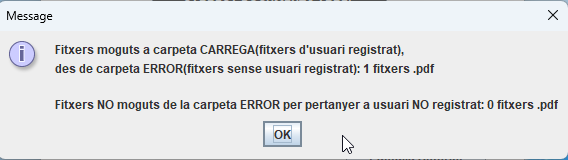 Message
Fitxers moguts a carpeta CARREGA(fitxers d'usuari registrat),
des de carpeta ERROR(fitxers sense usuari registrat): 1 fitxers .pdf
Fitxers NO moguts de la carpeta ERROR per pertanyer a usuari NO registrat: 0 fitxers .pdf
OK